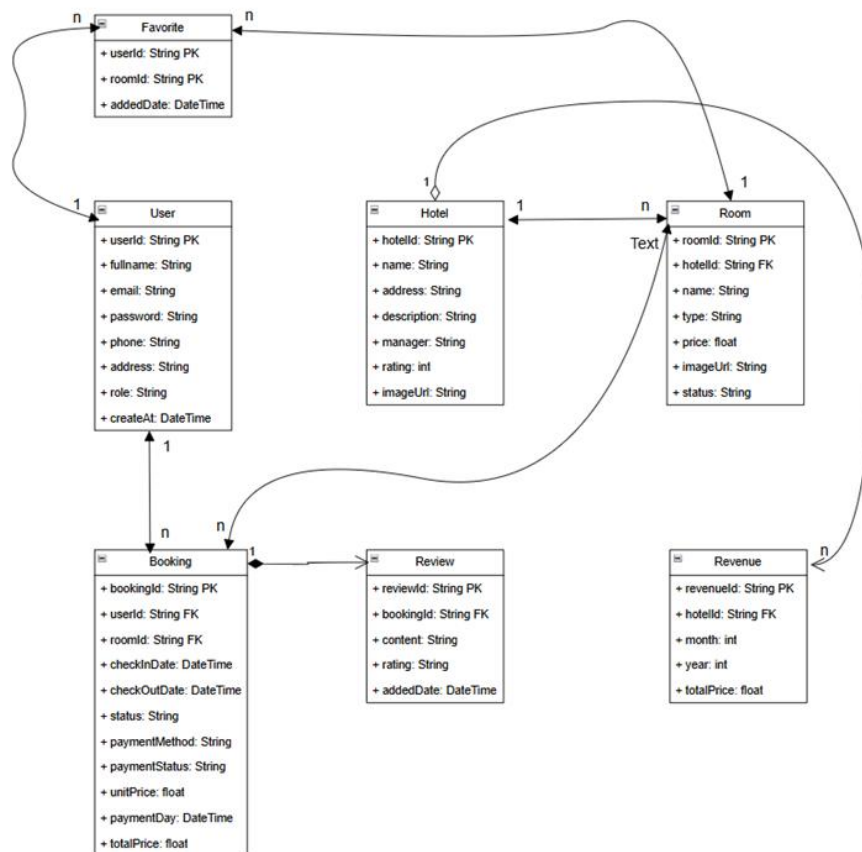 n
n
Favorite
+ userId: String PK
+ roomId: String PK
+ addedDate: DateTime
1
User
+ userId: String PK
+ fullname: String
+ email: String
+ password: String
+ phone: String
+ address: String
+ role: String
+ createAt: DateTime
1
1
n
Hotel
+ hotelId: String PK
+ name: String
+ address: String
+ description: String
+ manager: String
+ rating: int
+ imageUrl: String
1
Text
Room
+ roomId: String PK
+ hotelId: String FK
+ name: String
+ type: String
+ price: float
+ imageUrl: String
+ status: String
1
n
n
1
Booking
+ bookingId: String PK
+ userId: String FK
+ roomId: String FK
+ checkInDate: DateTime
+ checkOutDate: DateTime
+ status: String
+ paymentMethod: String
+ paymentStatus: String
+ unitPrice: float
+ paymentDay: DateTime
+ totalPrice: float
Review
+ reviewId: String PK
+ bookingId: String FK
+ content: String
+ rating: String
+ addedDate: DateTime
n
Revenue
+ revenueId: String PK
+ hotelId: String FK
+ month: int
+ year: int
+ totalPrice: float